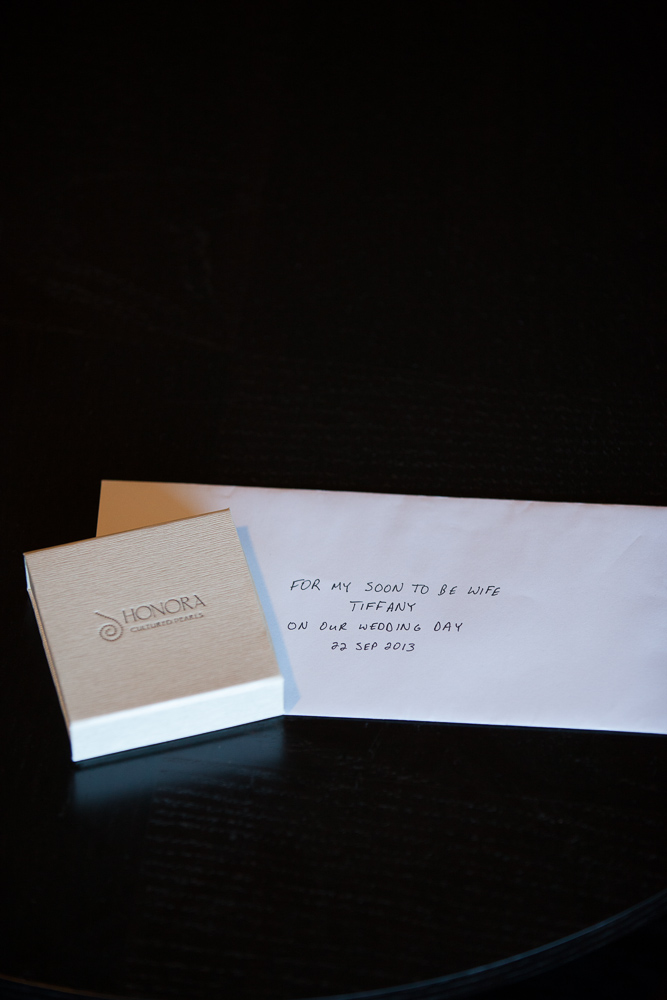 HONORA
CULTURED PEARLS
FOR MY SOON TO BE WIFE
TIFFANY
ON OUR WEDDING DAY
22 SEP 2013